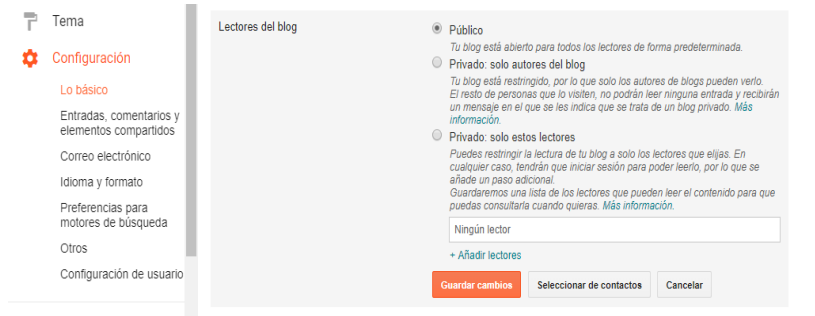 Tema
Configuración
Lo básico
Entradas, comentarios y
elementos compartidos
Correo electrónico
Idioma y formato
Preferencias para
motores de búsqueda
Otros
Configuración de usuario
Lectores del blog
Público
Tu blog está abierto para todos los lectores de forma predeterminada.
Privado: solo autores del blog
Tu blog está restringido, por lo que solo los autores de blogs pueden verlo.
El resto de personas que lo visiten, no podrán leer ninguna entrada y recibirán
un mensaje en el que se les indica que se trata de un blog privado. Más
información.
Privado: solo estos lectores
Puedes restringir la lectura de tu blog a solo los lectores que elijas. En
cualquier caso, tendrán que iniciar sesión para poder leerlo, por lo que se
añade un paso adicional.
Guardaremos una lista de los lectores que pueden leer el contenido para que
puedas consultarla cuando quieras. Más información.
Ningún lector
+ Añadir lectores
Guardar cambios Seleccionar de contactos Cancelar